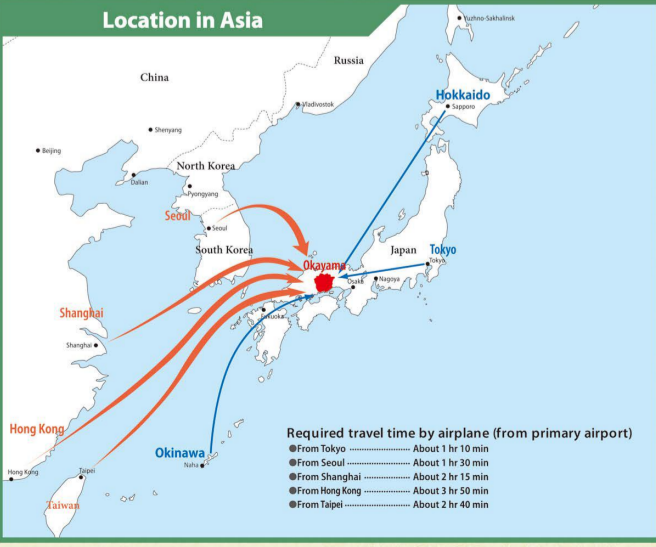 Location in Asia
Yuzhno-Sakhalinsk
Russia
China
Hokkaido
Sapporo
Vladivostok
Shenyang
Beijing
North Korea
Dalian
Pyongyang
Seoul
Seoul
South Korea
Japan
Tokyo
Tokyo
Okayama
Osaka
Nagoya
Shanghai
Fukuoka
Shanghai
Hong Kong
Okinawa
Naha
Hong Kong
Taipei
Taiwan
Required travel time by airplane (from primary airport)
●From Tokyo ........................ About 1 hr 10 min
●From Seoul ........................ About 1 hr 30 min
●From Shanghai .................. About 2 hr 15 min
●From Hong Kong .................. About 3 hr 50 min
●From Taipei ........................ About 2 hr 40 min